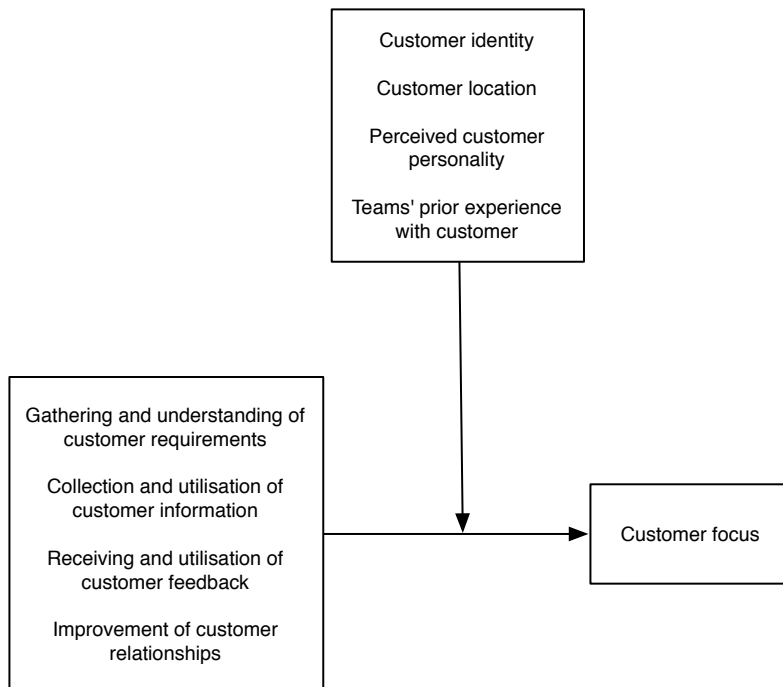 Customer identity
Customer location
Perceived customer
personality
Teams' prior experience
with customer
Gathering and understanding of
customer requirements
Collection and utilisation of
customer information
Receiving and utilisation of
customer feedback
Improvement of customer
relationships
Customer focus